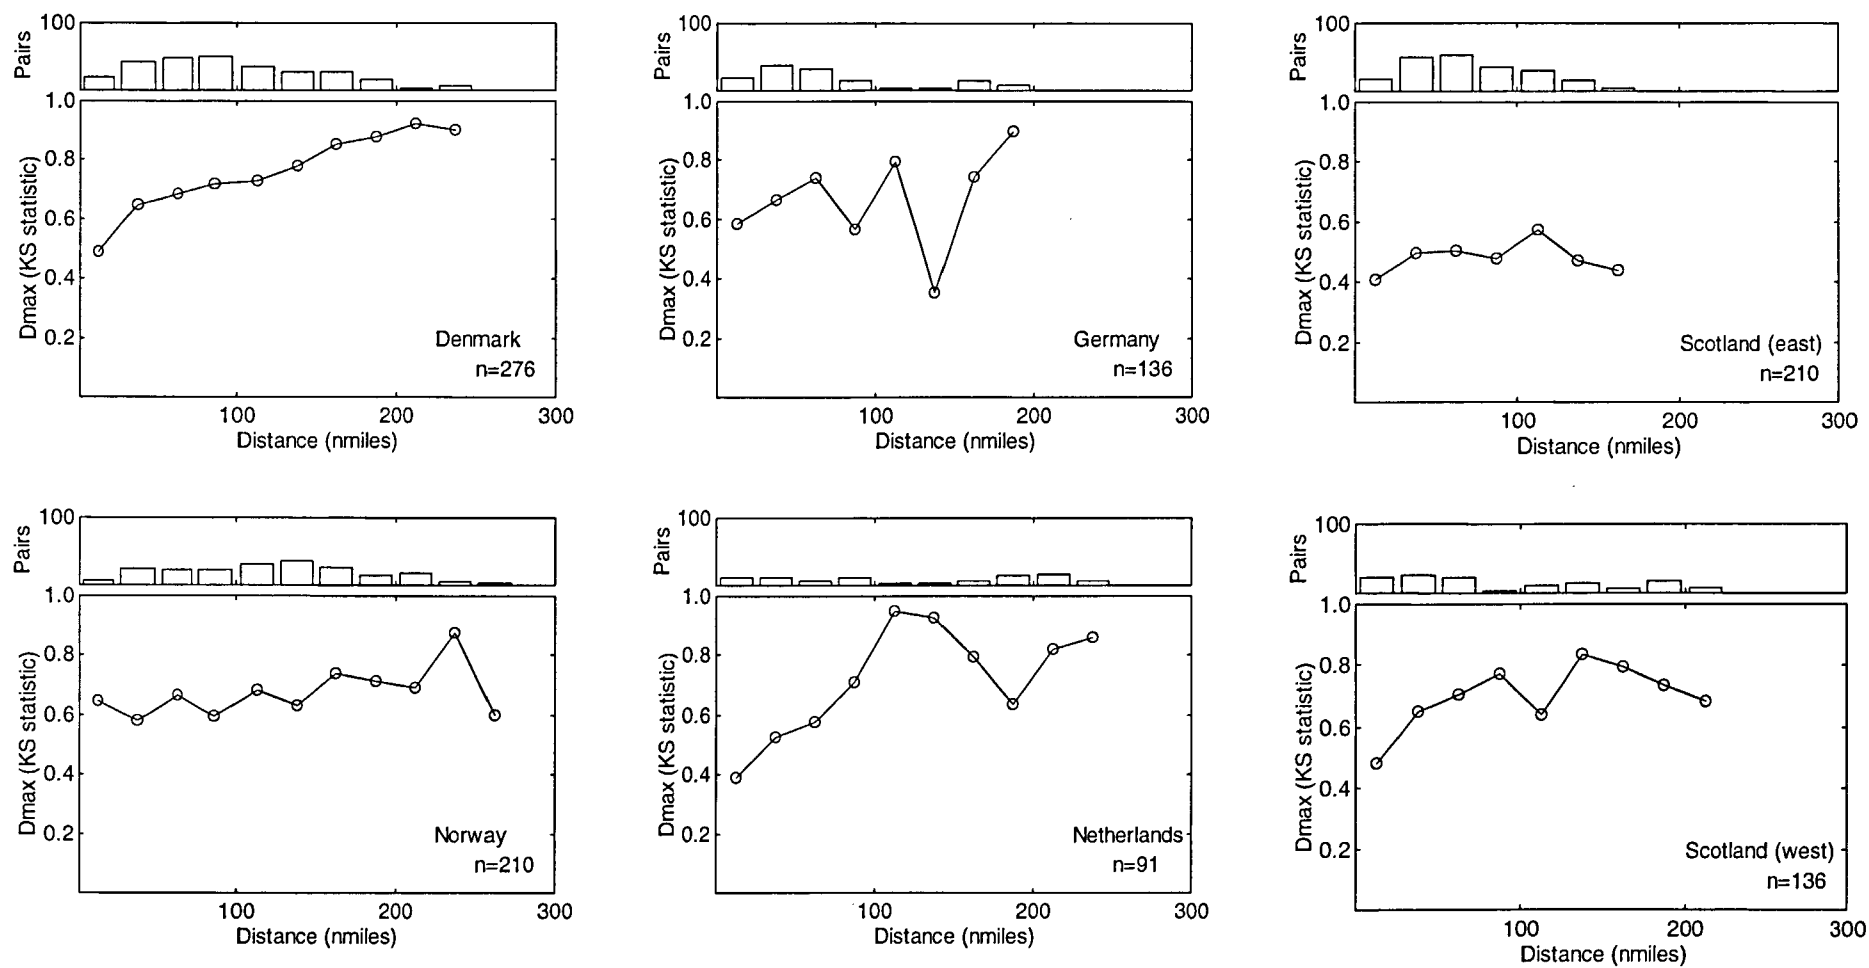 100
Pairs
1.0
0.8
0.6
0.4
0.2
Dmax (KS statistic)
Denmark
n=276
100
200
300
Distance (nmiles)
100
Pairs
1.0
0.8
0.6
0.4
0.2
Dmax (KS statistic)
Germany
n=136
100
200
300
Distance (nmiles)
100
Pairs
1.0
0.8
0.6
0.4
0.2
Dmax (KS statistic)
Scotland (east)
n=210
100
200
300
Distance (nmiles)
100
Pairs
1.0
0.8
0.6
0.4
0.2
Dmax (KS statistic)
Norway
n=210
100
200
300
Distance (nmiles)
100
Pairs
1.0
0.8
0.6
0.4
0.2
Dmax (KS statistic)
Netherlands
n=91
100
200
300
Distance (nmiles)
100
Pairs
1.0
0.8
0.6
0.4
0.2
Dmax (KS statistic)
Scotland (west)
n=136
100
200
300
Distance (nmiles)